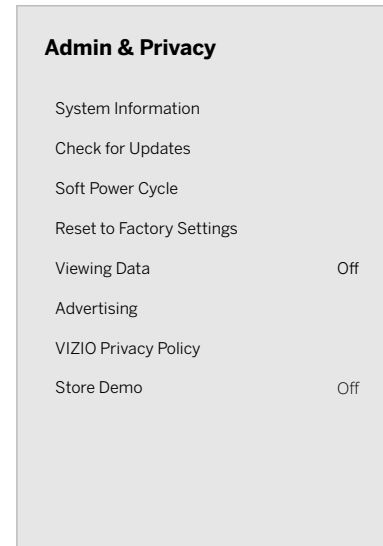 Admin & Privacy
System Information
Check for Updates
Soft Power Cycle
Reset to Factory Settings
Viewing Data Off
Advertising
VIZIO Privacy Policy
Store Demo Off